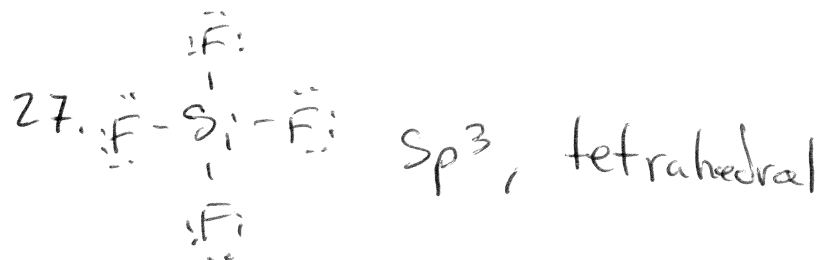 :F̈:
27. :F̈ - Si - F̈:
sp³, tetrahedral
:F̤: